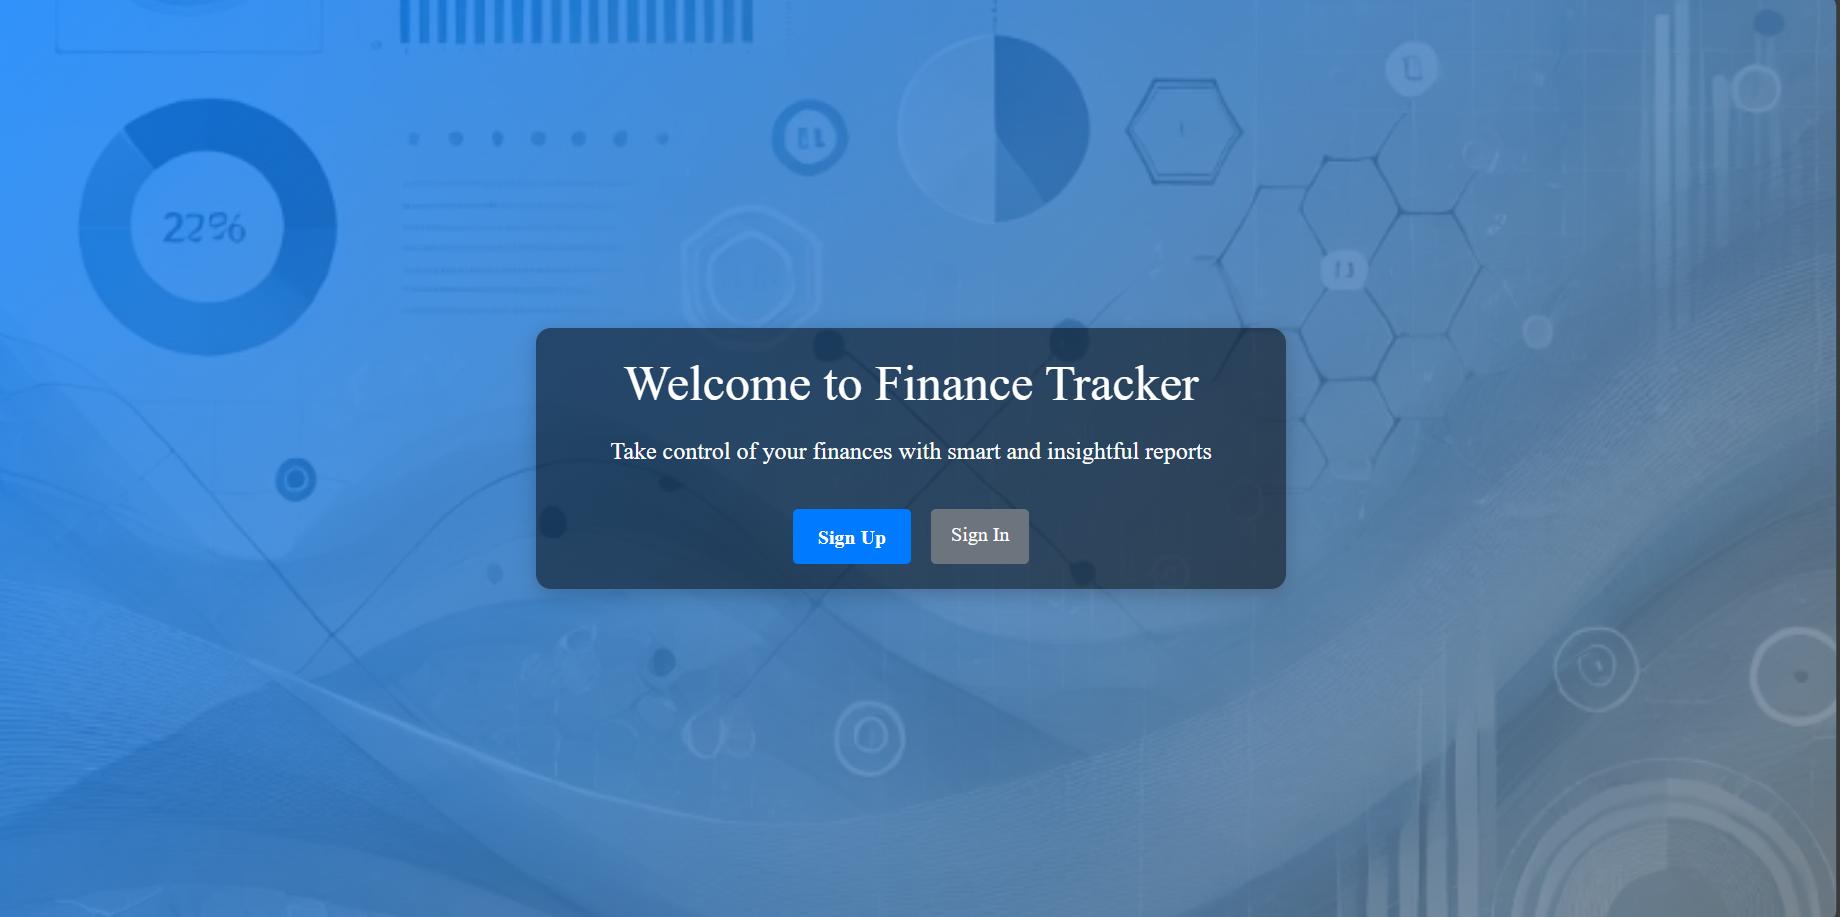 22%
Welcome to Finance Tracker
Take control of your finances with smart and insightful reports
Sign Up
Sign In